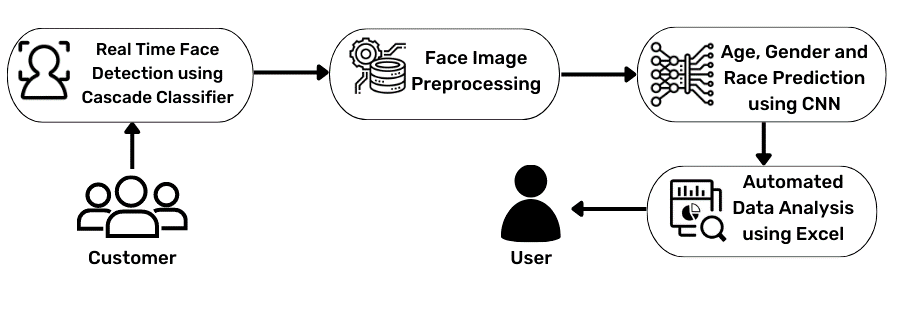 Real Time Face
Detection using
Cascade Classifier
Face Image
Preprocessing
Age, Gender and
Race Prediction
using CNN
Automated
Data Analysis
using Excel
User
Customer